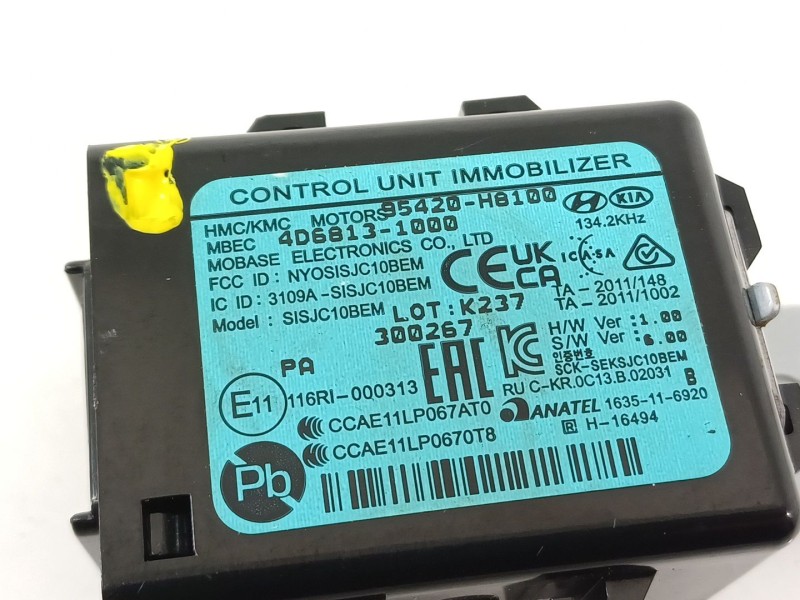 CONTROL UNIT IMMOBILIZER
HMC/KMC MOTORS 95420-H8100
MBEC 4D6813-1000
KIA
134.2KHz
MOBASE ELECTRONICS CO., LTD
FCC ID : NYOSISJC10BEM
IC ID : 3109A-SISJC10BEM
Model : SISJC10BEM
CE UK CA
ICASA
TA-2011/148
TA-2011/1002
LOT:K237
300267
H/W Ver :1.00
S/W Ver :6.00
인증번호
SCK-SEKSJC10BEM
PA
EAC
KC
RU C-KR.0C13.B.02031
B
E11
116RI-000313
CCAE11LP067AT0
CCAE11LP0670T8
ANATEL 1635-11-6920
R H-16494
Pb